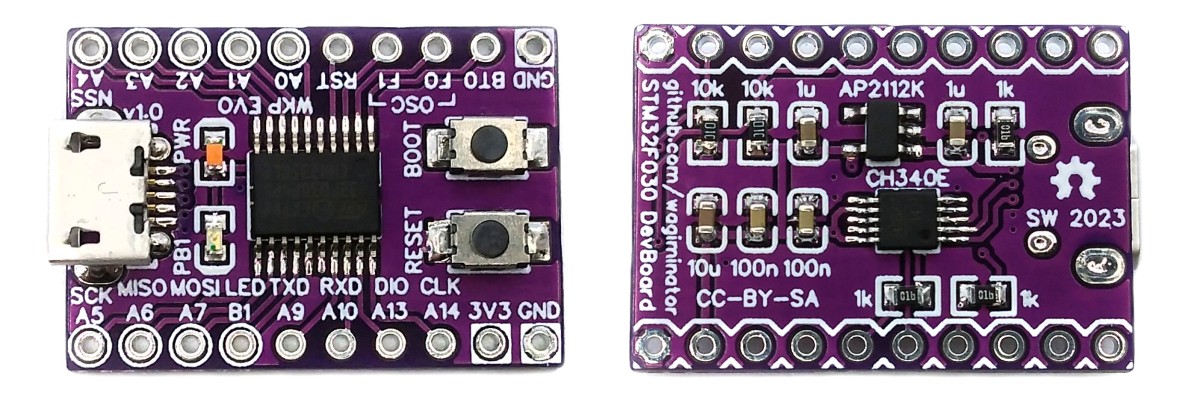 A4 A3 A2 A1 A0 RST F1 F0 BT0 GND
SSN
v1.0
WKP EVO
OSC
PWR
BOOT
PB1
RESET
SCK MISO MOSI LED TXD RXD DIO CLK
A5 A6 A7 B1 A9 A10 A13 A14 3V3 GND
10k 10k 1u AP2112K 1u 1k
github.com/wagiminator
STM32F030 DevBoard
CH340E
SW 2023
10u 100n 100n
CC-BY-SA
1k
01b
01b
1k